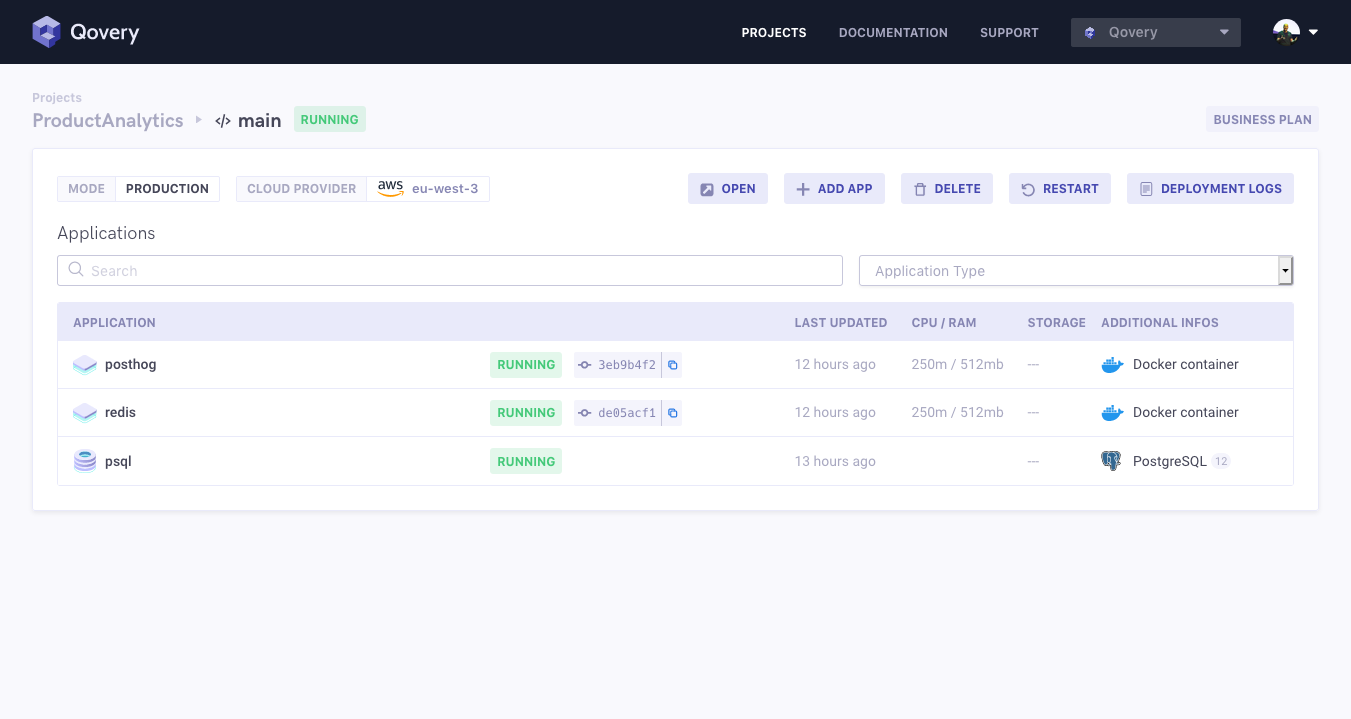 Qovery
PROJECTS DOCUMENTATION SUPPORT Qovery
Projects
ProductAnalytics main RUNNING BUSINESS PLAN
MODE PRODUCTION CLOUD PROVIDER aws eu-west-3 OPEN ADD APP DELETE RESTART DEPLOYMENT LOGS
Applications
Search Application Type
APPLICATION LAST UPDATED CPU / RAM STORAGE ADDITIONAL INFOS
posthog RUNNING 3eb9b4f2 12 hours ago 250m / 512mb --- Docker container
redis RUNNING de05acf1 12 hours ago 250m / 512mb --- Docker container
psql RUNNING 13 hours ago --- PostgreSQL 12